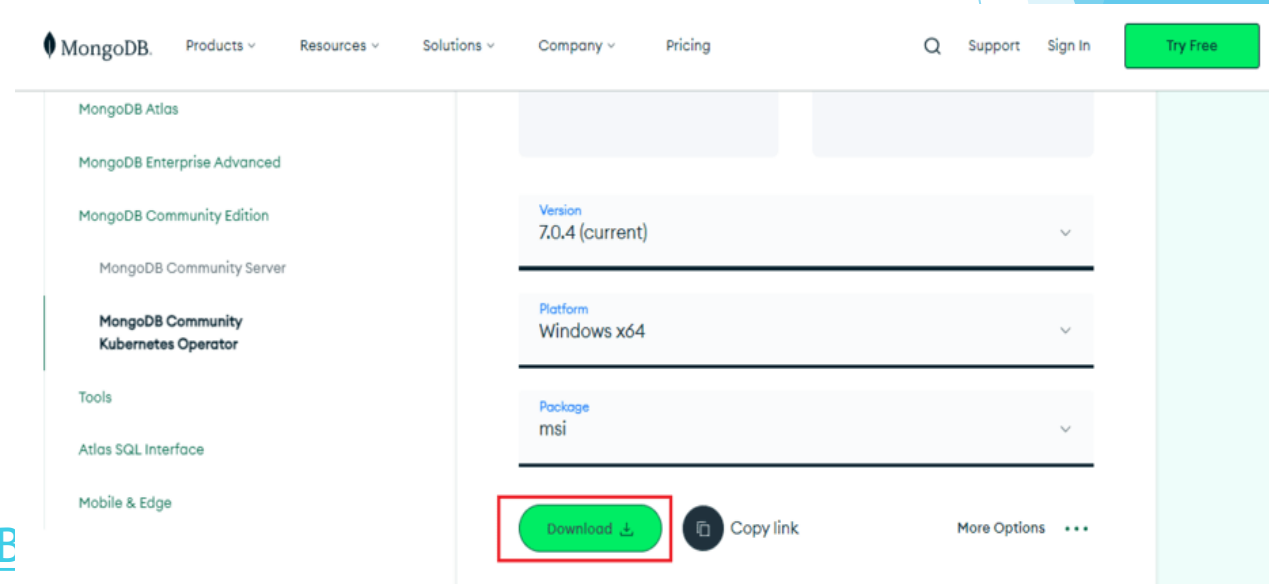 MongoDB. Products Resources Solutions Company Pricing Support Sign In Try Free
MongoDB Atlas
MongoDB Enterprise Advanced
MongoDB Community Edition
MongoDB Community Server
MongoDB Community
Kubernetes Operator
Tools
Atlas SQL Interface
Mobile & Edge
Version
7.0.4 (current)
Platform
Windows x64
Package
msi
Download Copy link More Options ...
B